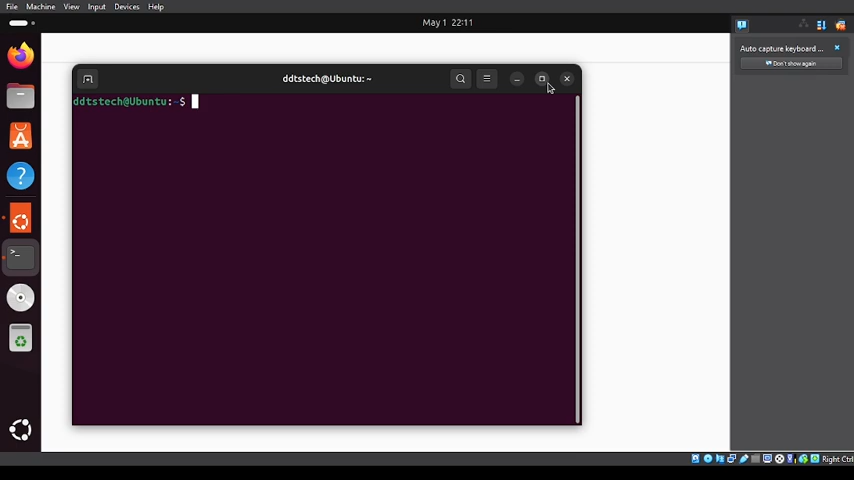 File Machine View Input Devices Help
May 1 22:11
Auto capture keyboard ...
Don't show again
ddtstech@Ubuntu: ~
ddtstech@Ubuntu:~$
Right Ctrl